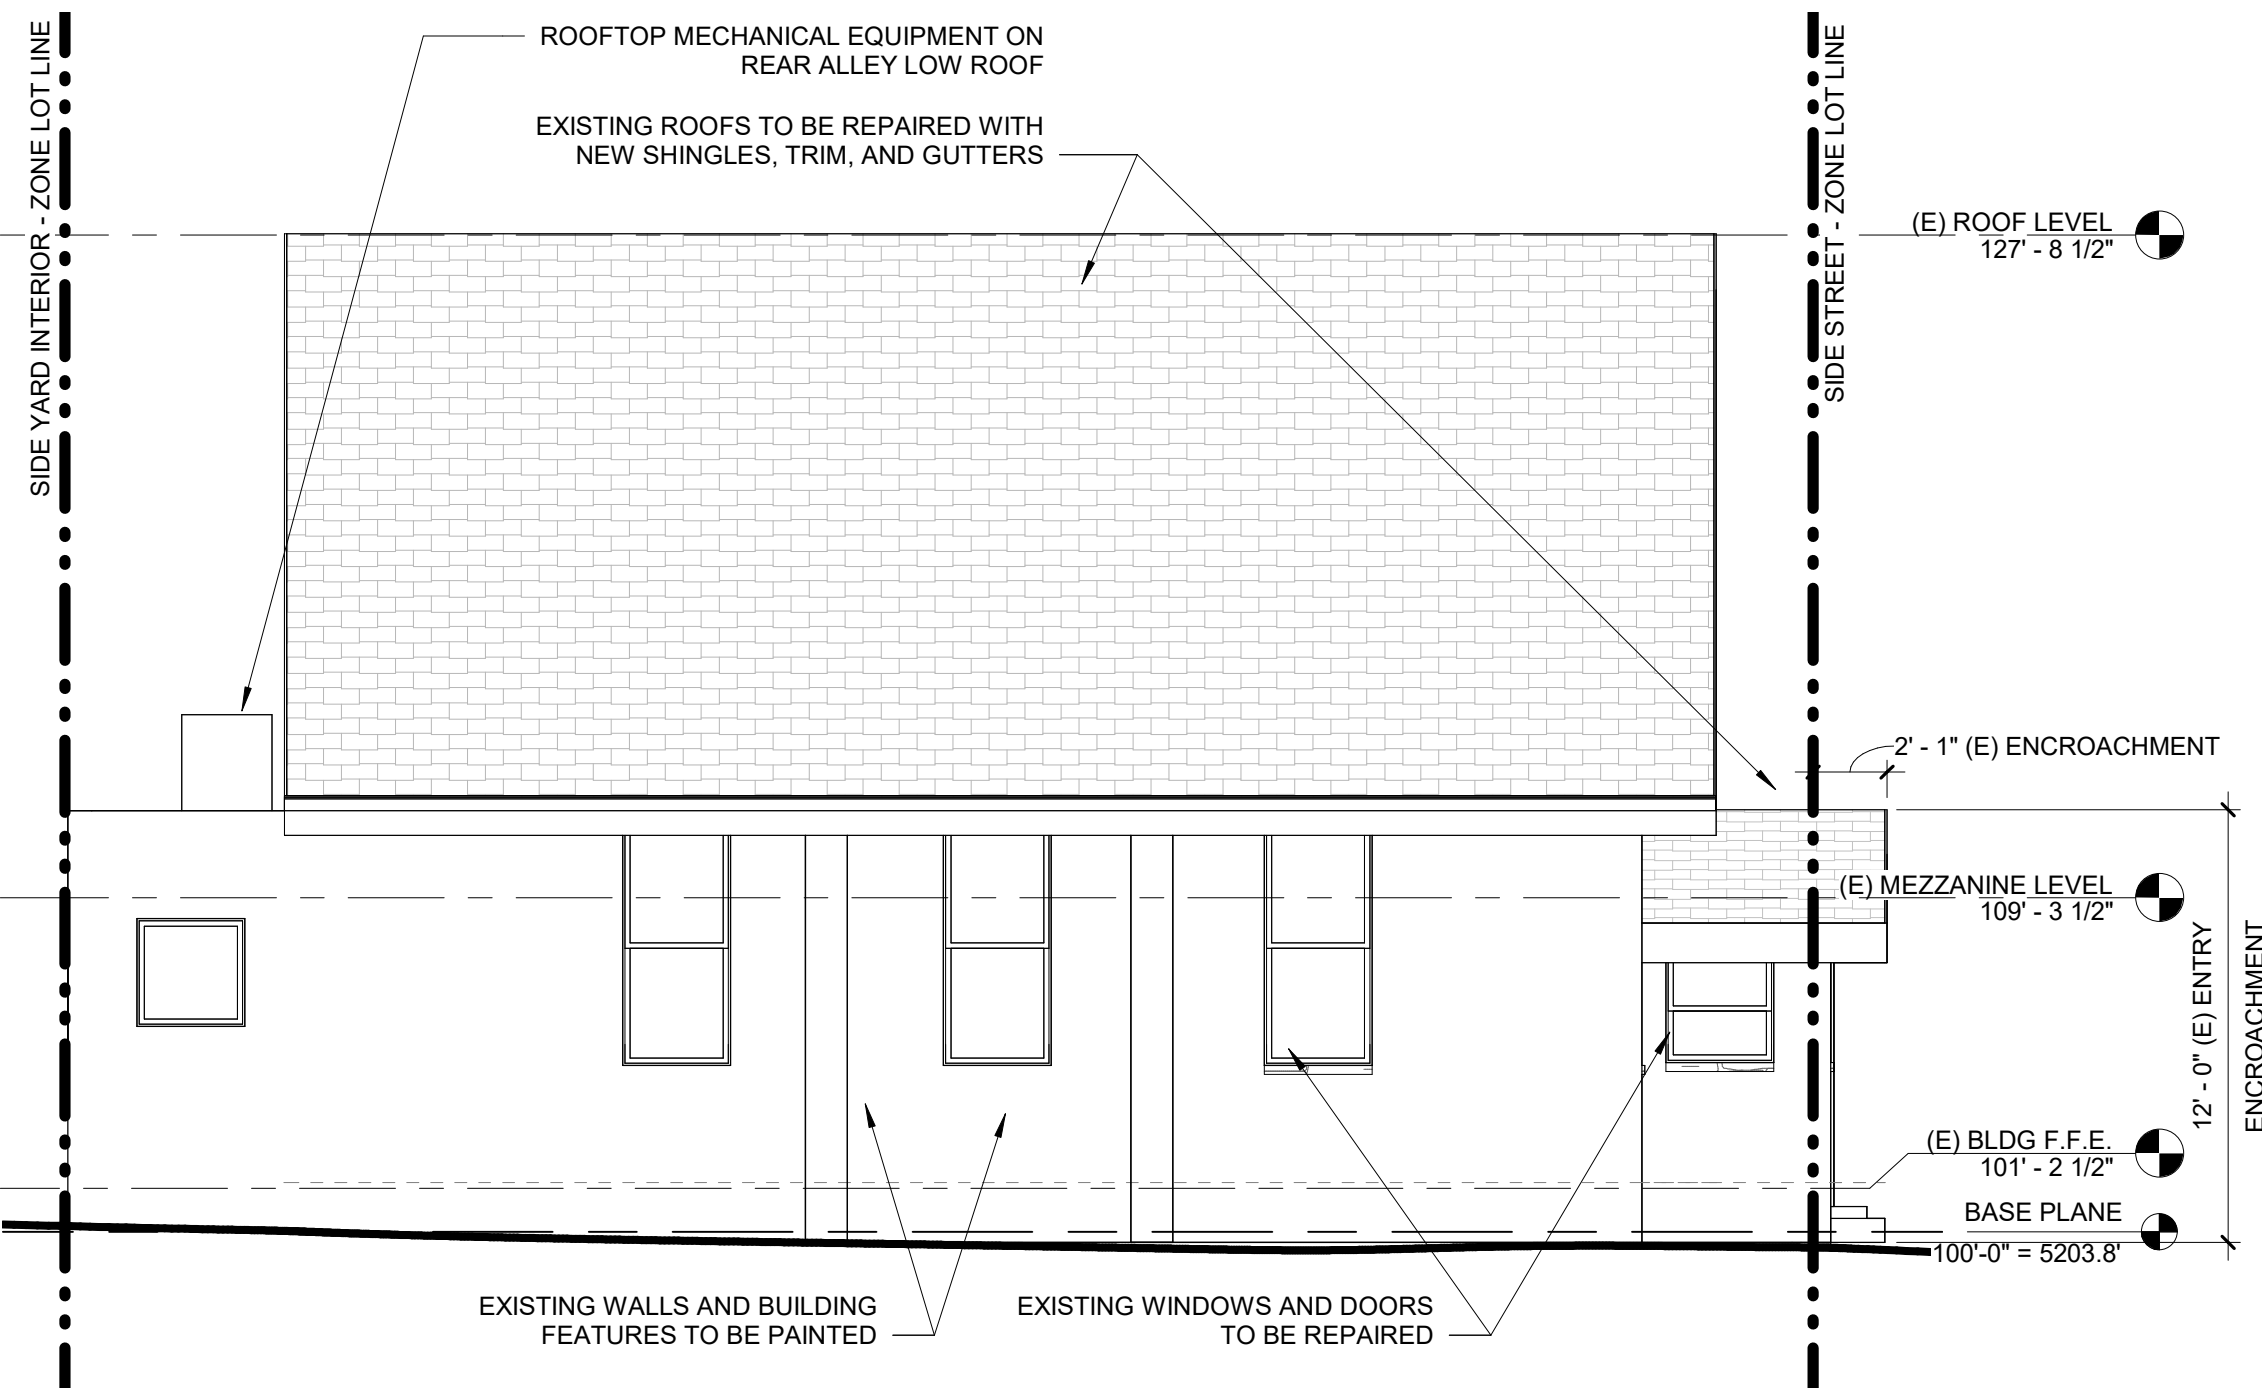 ROOFTOP MECHANICAL EQUIPMENT ON
REAR ALLEY LOW ROOF
EXISTING ROOFS TO BE REPAIRED WITH
NEW SHINGLES, TRIM, AND GUTTERS
SIDE YARD INTERIOR - ZONE LOT LINE
SIDE STREET - ZONE LOT LINE
(E) ROOF LEVEL
127' - 8 1/2"
2' - 1" (E) ENCROACHMENT
(E) MEZZANINE LEVEL
109' - 3 1/2"
12' - 0" (E) ENTRY
ENCROACHMENT
(E) BLDG F.F.E.
101' - 2 1/2"
BASE PLANE
100'-0" = 5203.8'
EXISTING WALLS AND BUILDING
FEATURES TO BE PAINTED
EXISTING WINDOWS AND DOORS
TO BE REPAIRED